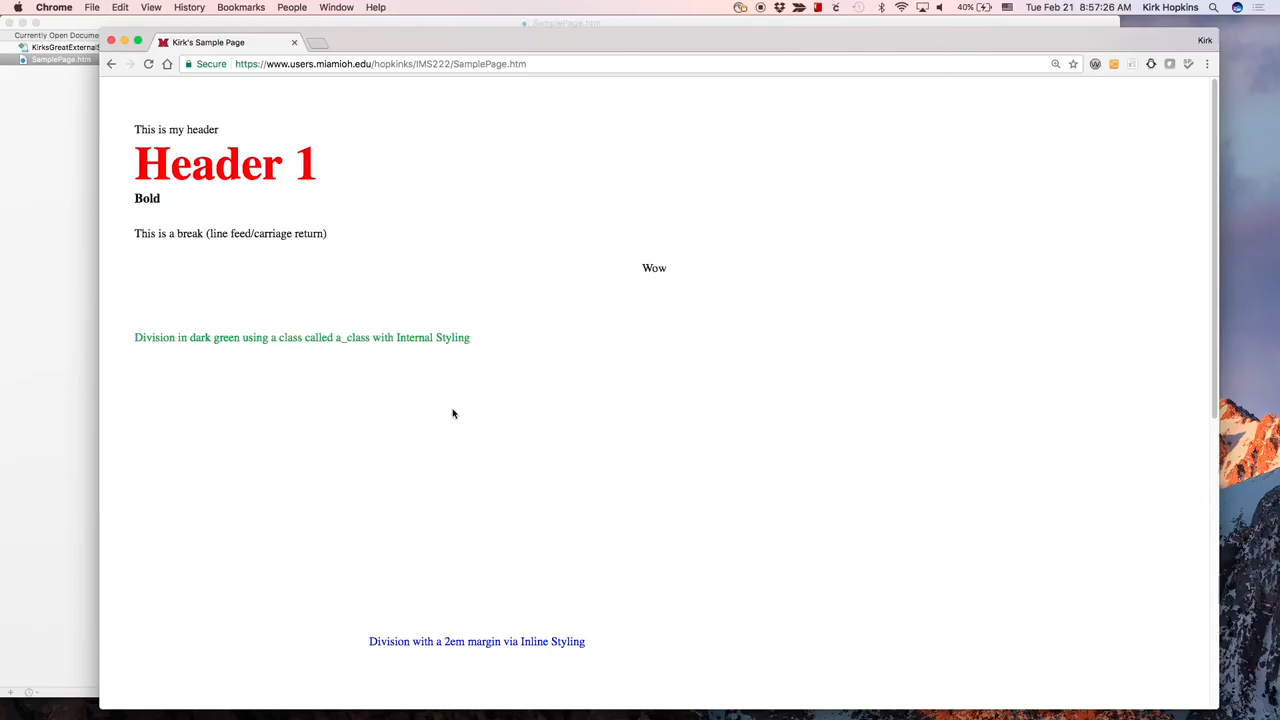 Chrome File Edit View History Bookmarks People Window Help 40% Tue Feb 21 8:57:26 AM Kirk Hopkins
SamplePage.htm
Currently Open Docume
KirksGreatExternalS
SamplePage.htm
Kirk's Sample Page
Kirk
Secure https://www.users.miamioh.edu/hopkinks/IMS222/SamplePage.htm
This is my header
Header 1
Bold
This is a break (line feed/carriage return)
Wow
Division in dark green using a class called a_class with Internal Styling
Division with a 2em margin via Inline Styling